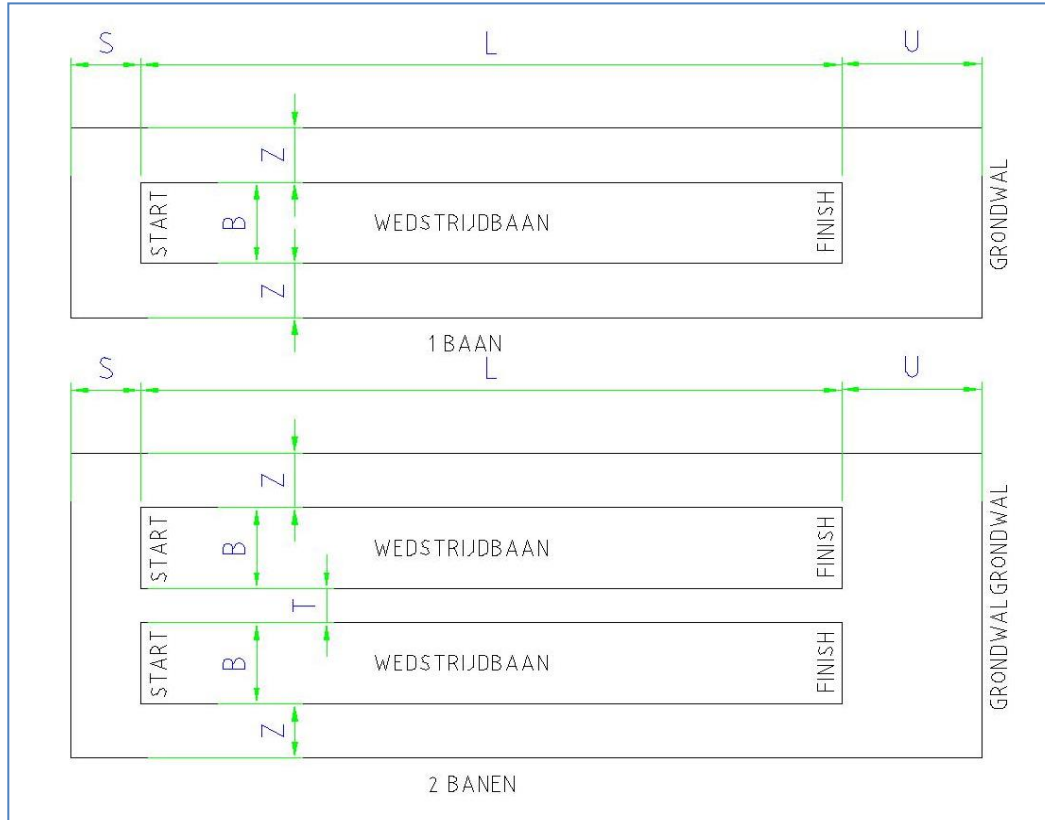 S L U
Z
START B WEDSTRIJDBAAN FINISH GRONDWAL
Z
1 BAAN
S L U
Z
START B WEDSTRIJDBAAN FINISH GRONDWAL
T
START B WEDSTRIJDBAAN FINISH GRONDWAL
Z
2 BANEN